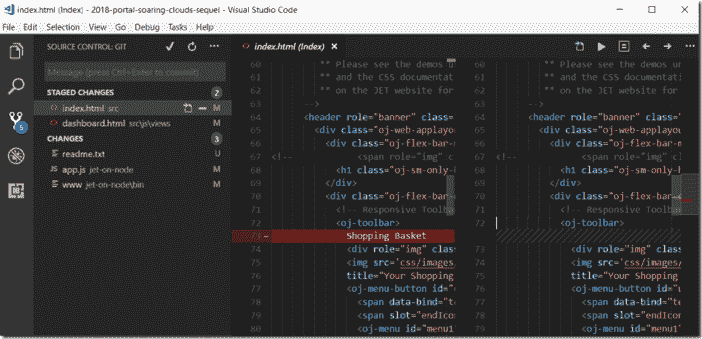 index.html (Index) - 2018-portal-soaring-clouds-sequel - Visual Studio Code
File Edit Selection View Go Debug Tasks Help
SOURCE CONTROL: GIT
Message (press Ctrl+Enter to commit)
STAGED CHANGES 2
index.html src M
dashboard.html src\js\views M
CHANGES 3
readme.txt U
app.js jet-on-node M
www jet-on-node\bin M
5
index.html (Index)
60 ** Please see the demos
61 ** and the CSS documentat
62 ** on the JET website for
63 -->
64 <header role="banner" class=
65 <div class="oj-web-applayou
66 <div class="oj-flex-bar-m
67 <!-- <span role="img" c
68 <h1 class="oj-sm-only-h
69 </div>
70 <div class="oj-flex-bar-m
71 <!-- Responsive Toolb
72 <oj-toolbar>
73 - Shopping Basket
74 <div role="img" class
75 <img src='css/images/
76 title="Your Shopping
77 <oj-menu-button id="
78 <span data-bind="te
79 <span slot="endIcon
80 <oj-menu id="menu1"
60 ** Please see the demos un
61 ** and the CSS documentati
62 ** on the JET website for
63 -->
64 <header role="banner" class="
65 <div class="oj-web-applayou
66 <div class="oj-flex-bar-m
67 <!-- <span role="img" c
68 <h1 class="oj-sm-only-h
69 </div>
70 <div class="oj-flex-bar-m
71 <!-- Responsive Toolb
72 <oj-toolbar>
73 <div role="img" class
74 <img src='css/images/
75 title="Your Shopping
76 <oj-menu-button id="
77 <span data-bind="te
78 <span slot="endIcon
79 <oj-menu id="menu1"